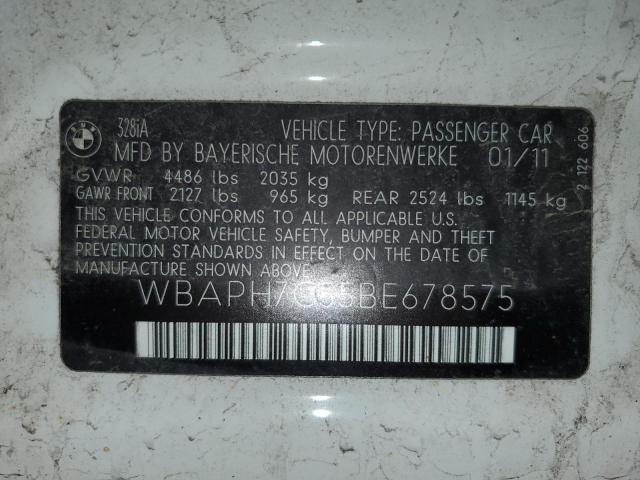 328iA VEHICLE TYPE: PASSENGER CAR
MFD BY BAYERISCHE MOTORENWERKE 01/11
GVWR 4486 lbs 2035 kg
GAWR FRONT 2127 lbs 965 kg REAR 2524 lbs 1145 kg
THIS VEHICLE CONFORMS TO ALL APPLICABLE U.S.
FEDERAL MOTOR VEHICLE SAFETY, BUMPER AND THEFT
PREVENTION STANDARDS IN EFFECT ON THE DATE OF
MANUFACTURE SHOWN ABOVE.
WBAPH7C55BE678575
2 122 606
BMW